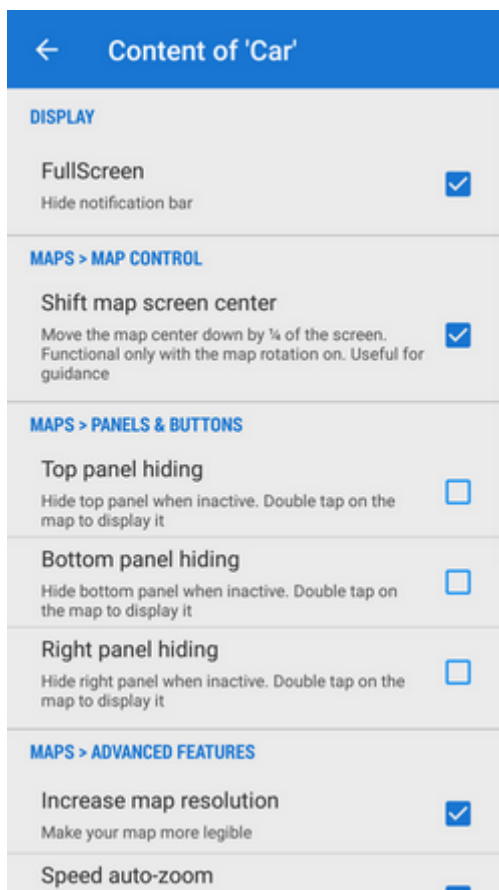 Content of 'Car'
DISPLAY
FullScreen
Hide notification bar
MAPS > MAP CONTROL
Shift map screen center
Move the map center down by ¼ of the screen.
Functional only with the map rotation on. Useful for
guidance
MAPS > PANELS & BUTTONS
Top panel hiding
Hide top panel when inactive. Double tap on the
map to display it
Bottom panel hiding
Hide bottom panel when inactive. Double tap on
the map to display it
Right panel hiding
Hide right panel when inactive. Double tap on the
map to display it
MAPS > ADVANCED FEATURES
Increase map resolution
Make your map more legible
Speed auto-zoom